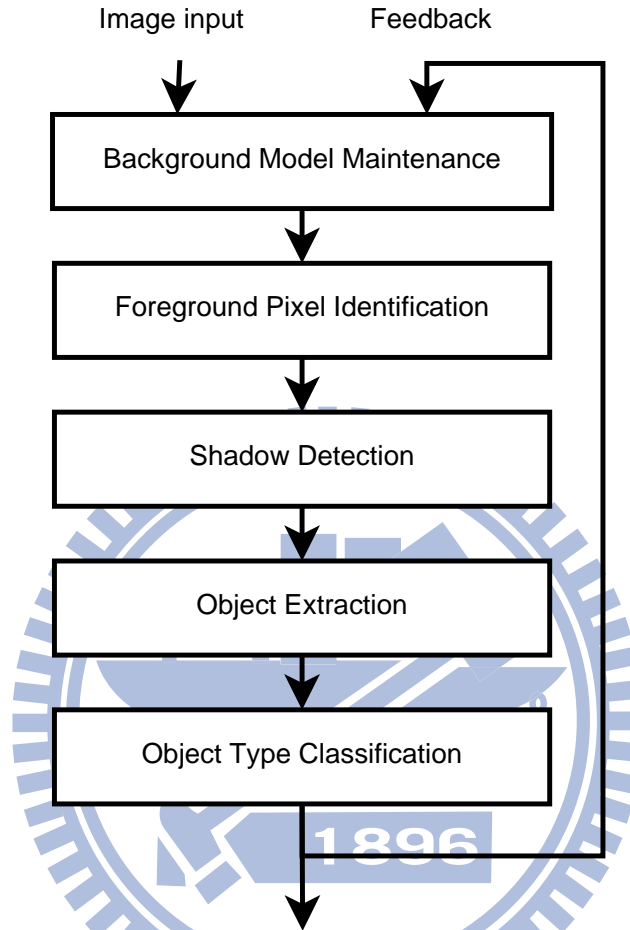 Image input
Feedback
Background Model Maintenance
Foreground Pixel Identification
Shadow Detection
Object Extraction
Object Type Classification
1896